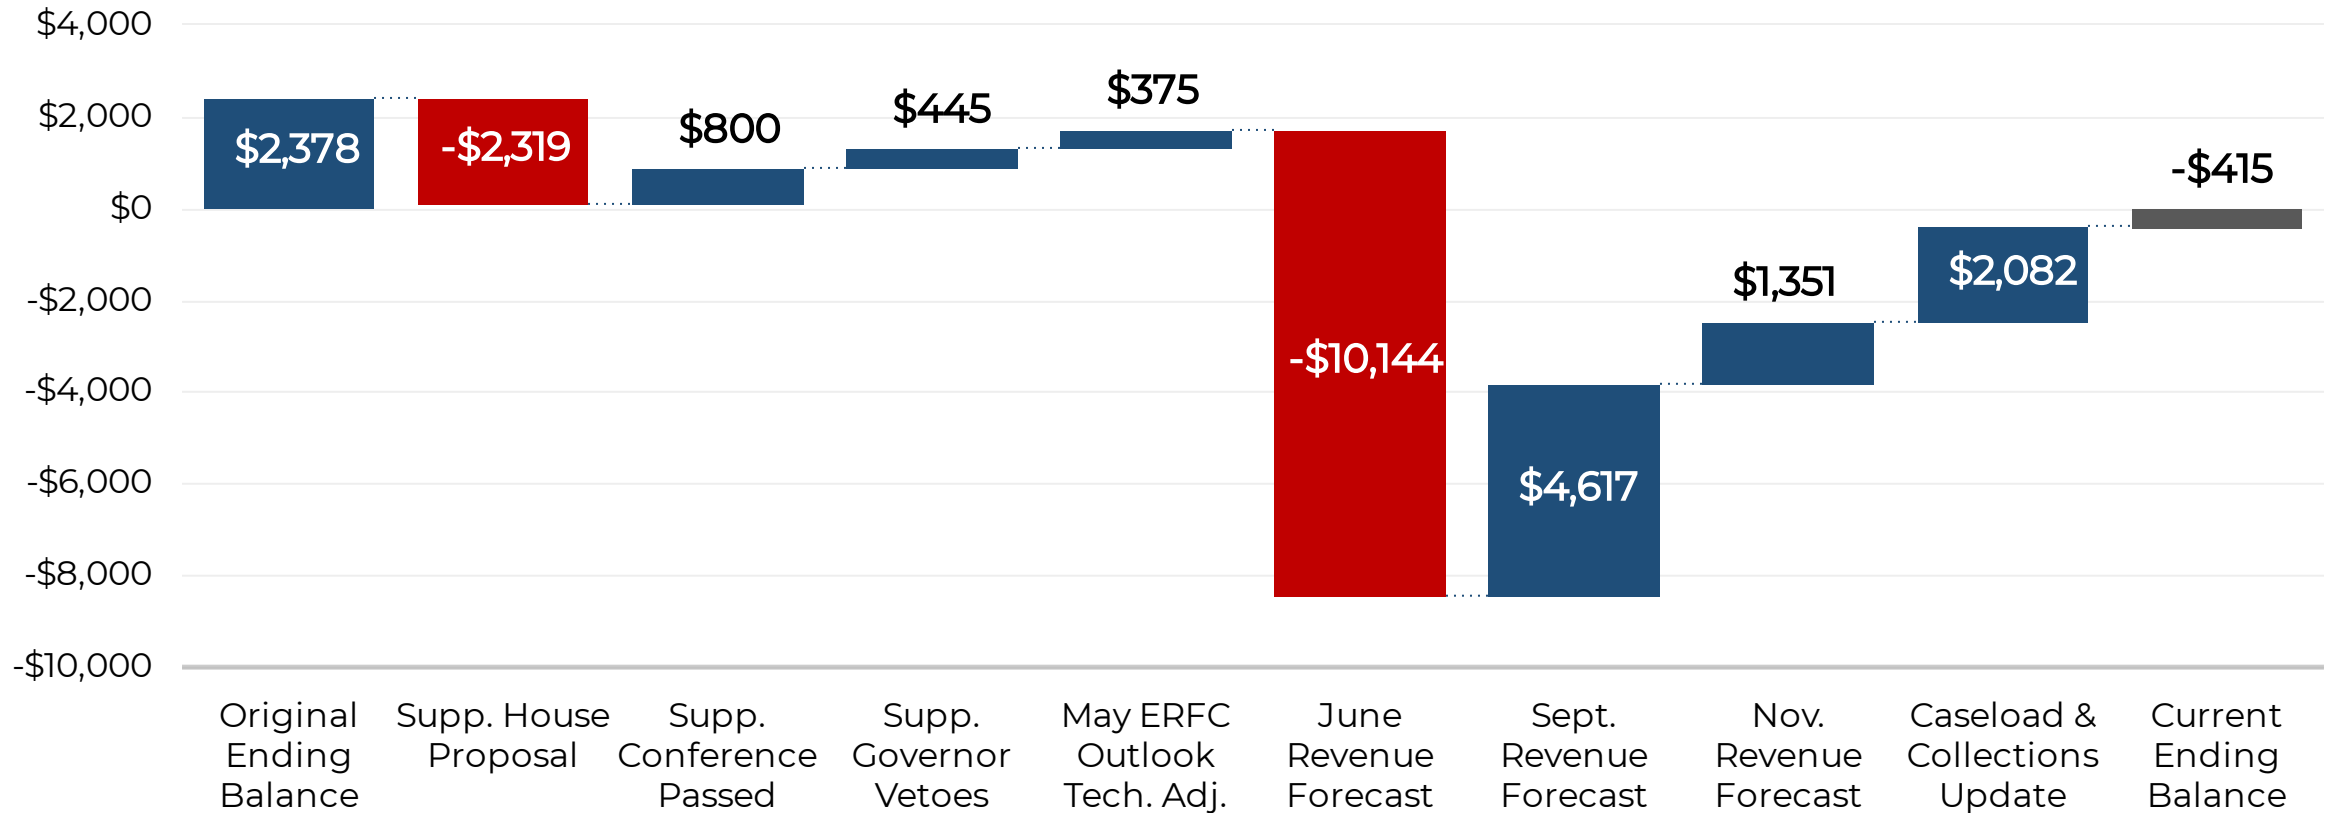 $4,000
$2,000
$0
-$2,000
-$4,000
-$6,000
-$8,000
-$10,000
$2,378
-$2,319
$800
$445
$375
-$10,144
$4,617
$1,351
$2,082
-$415
Original
Ending
Balance
Supp. House
Proposal
Supp.
Conference
Passed
Supp.
Governor
Vetoes
May ERFC
Outlook
Tech. Adj.
June
Revenue
Forecast
Sept.
Revenue
Forecast
Nov.
Revenue
Forecast
Caseload &
Collections
Update
Current
Ending
Balance